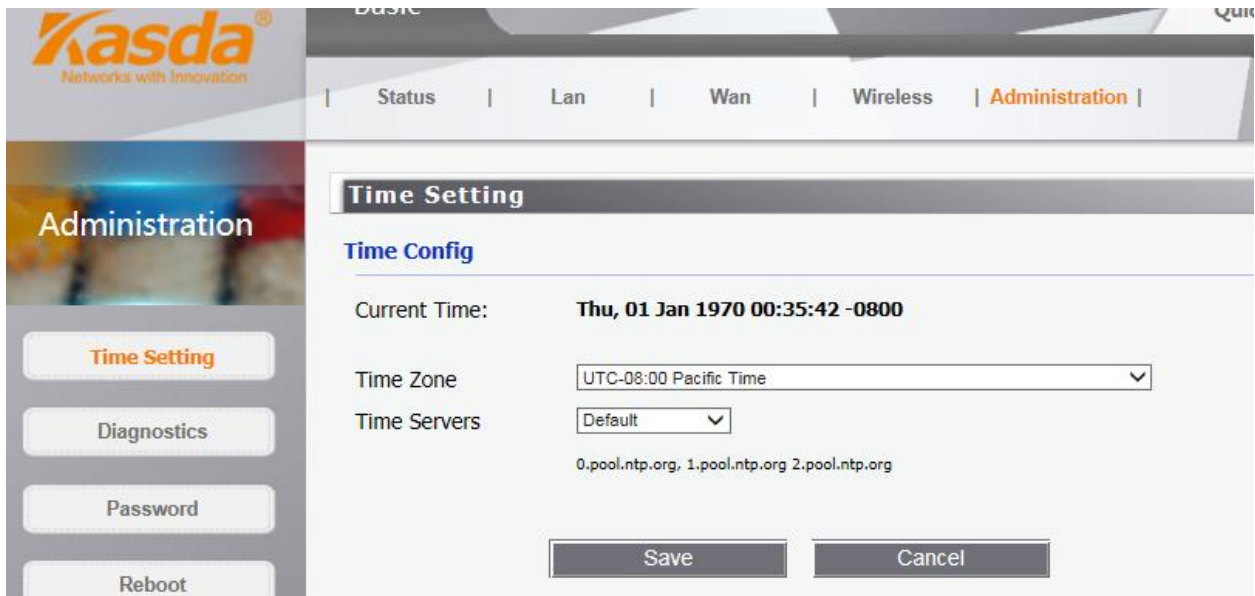 Kasda®
Networks with Innovation
Basic
| Status | Lan | Wan | Wireless | Administration |
Administration
Time Setting
Diagnostics
Password
Reboot
Time Setting
Time Config
Current Time: Thu, 01 Jan 1970 00:35:42 -0800
Time Zone UTC-08:00 Pacific Time
Time Servers Default
0.pool.ntp.org, 1.pool.ntp.org 2.pool.ntp.org
Save Cancel